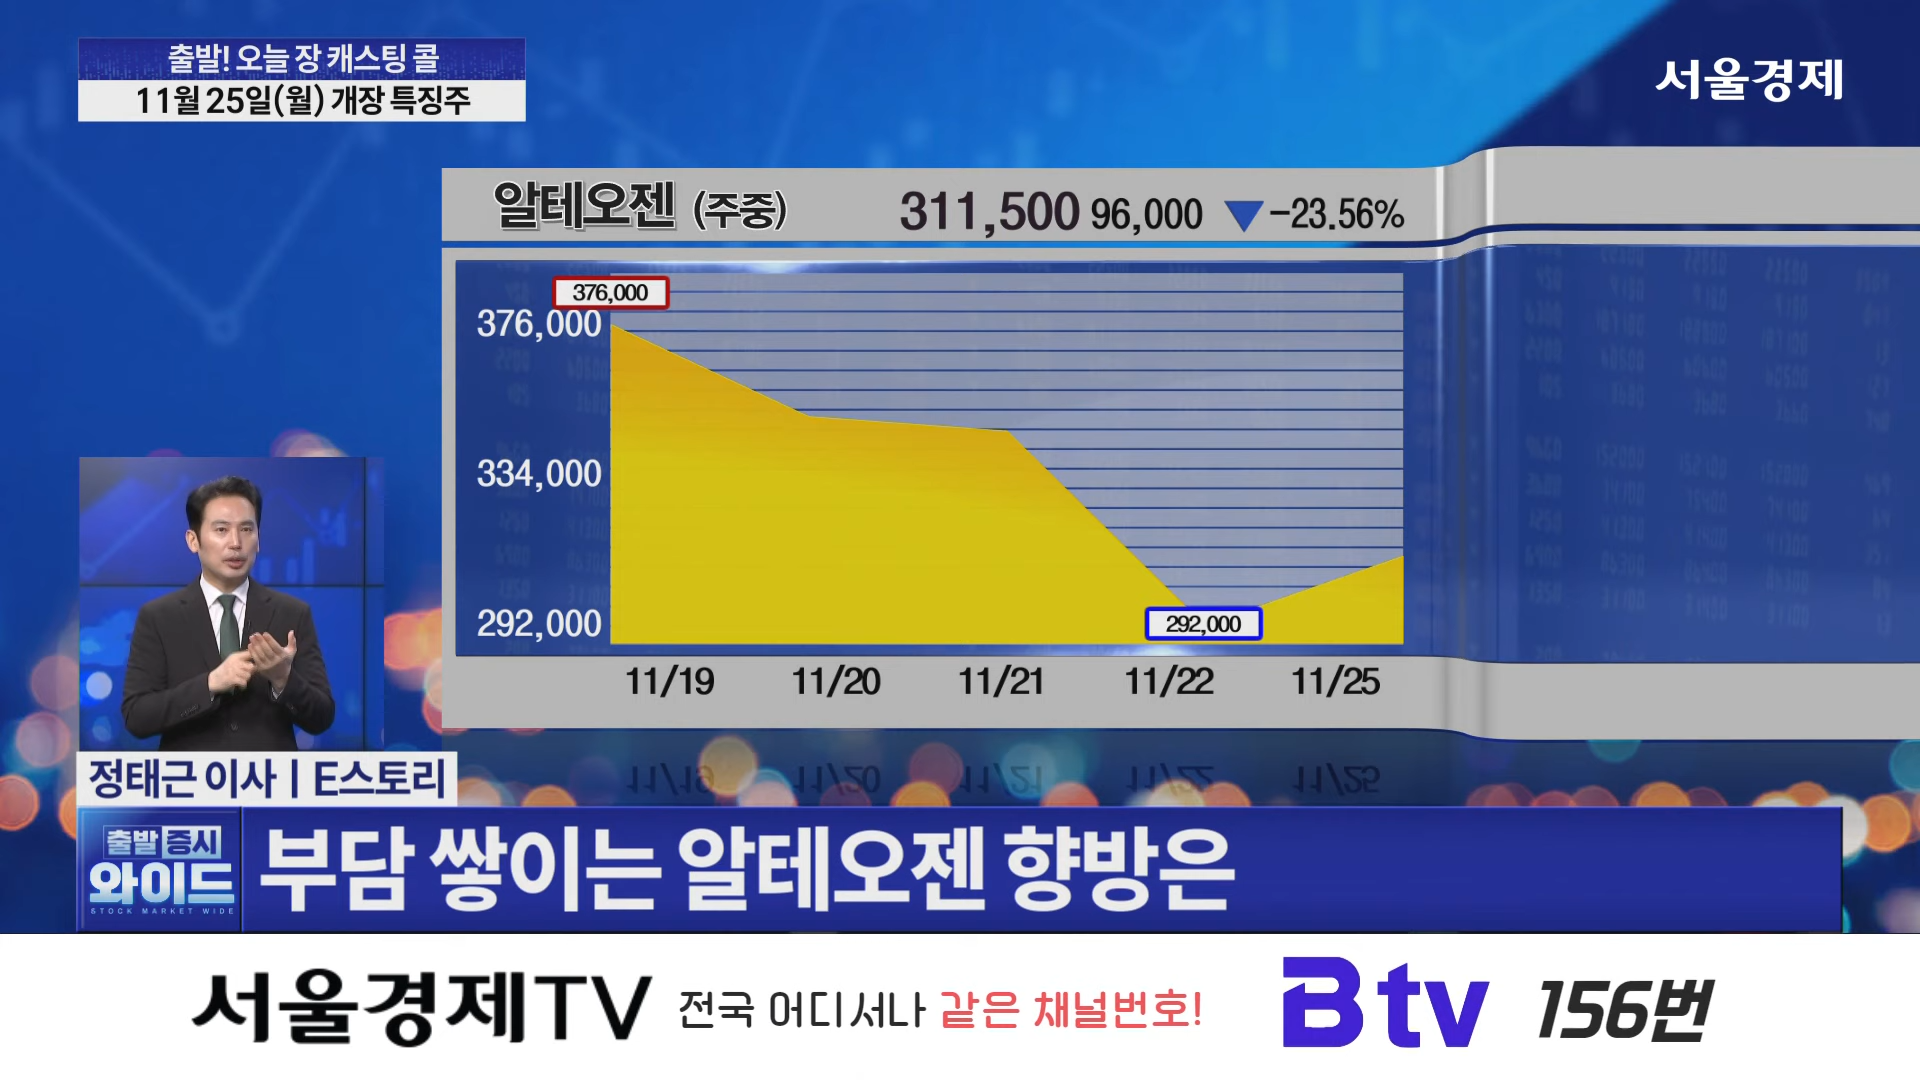 출발! 오늘 장 캐스팅 콜
11월 25일(월) 개장 특징주
서울경제
알테오젠 (주중) 311,500 96,000 ▼ -23.56%
376,000
376,000
334,000
292,000
292,000
11/19 11/20 11/21 11/22 11/25
정태근 이사 | E스토리
출발 증시
와이드
STOCK MARKET WIDE
부담 쌓이는 알테오젠 향방은
서울경제TV 전국 어디서나 같은 채널번호! B tv 156번